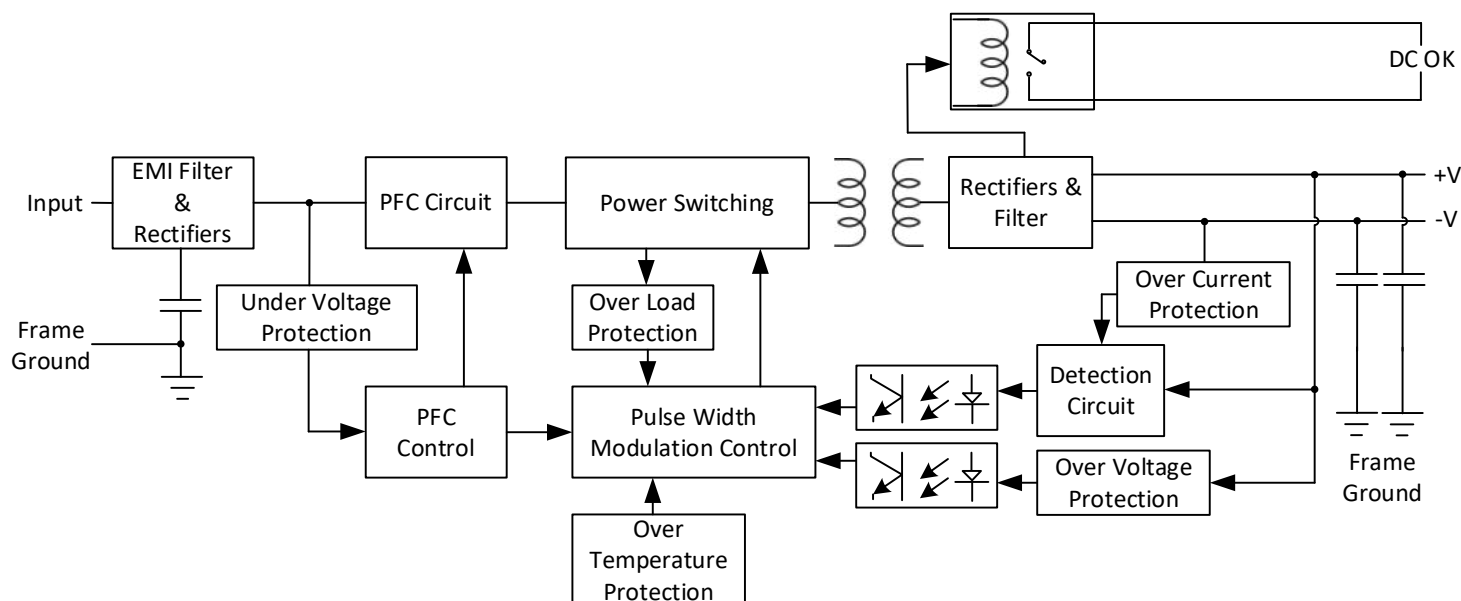 DC OK
EMI Filter
&
Rectifiers
PFC Circuit
Power Switching
Rectifiers &
Filter
Input
+V
-V
Under Voltage
Protection
Over Load
Protection
Over Current
Protection
Frame
Ground
PFC
Control
Pulse Width
Modulation Control
Detection
Circuit
Over Voltage
Protection
Frame
Ground
Over
Temperature
Protection